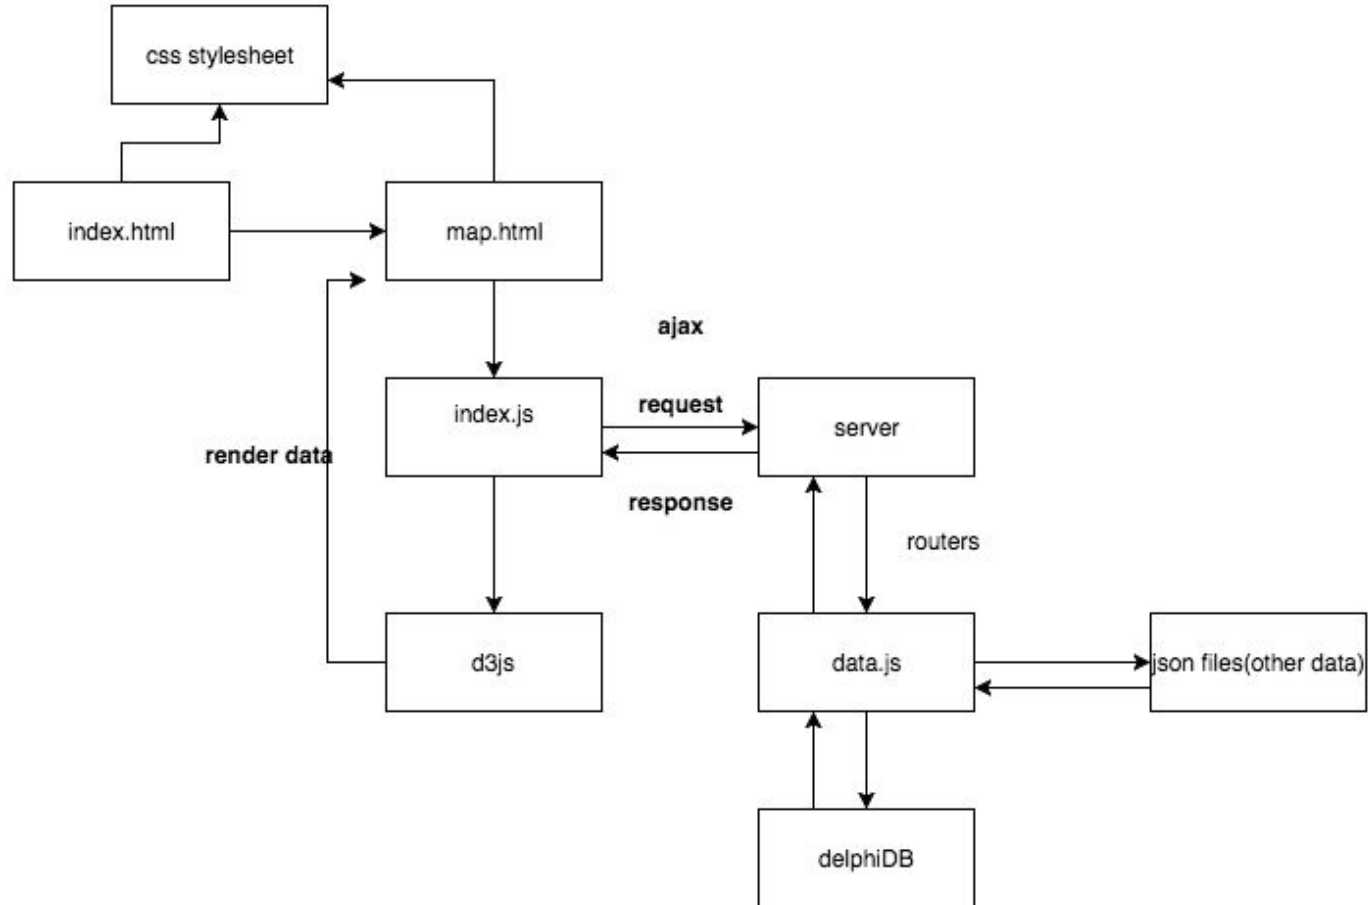 css stylesheet
index.html
map.html
ajax
index.js
request
server
render data
response
routers
d3js
data.js
json files(other data)
delphiDB